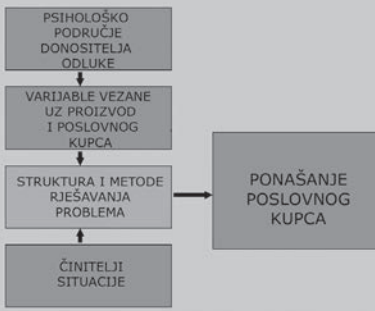 PSIHOLOŠKO
PODRUČJE
DONOSITELJA
ODLUKE
VARIJABLE VEZANE
UZ PROIZVOD
I POSLOVNOG
KUPCA
STRUKTURA I METODE
RJEŠAVANJA
PROBLEMA
ČINITELJI
SITUACIJE
PONAŠANJE
POSLOVNOG
KUPCA